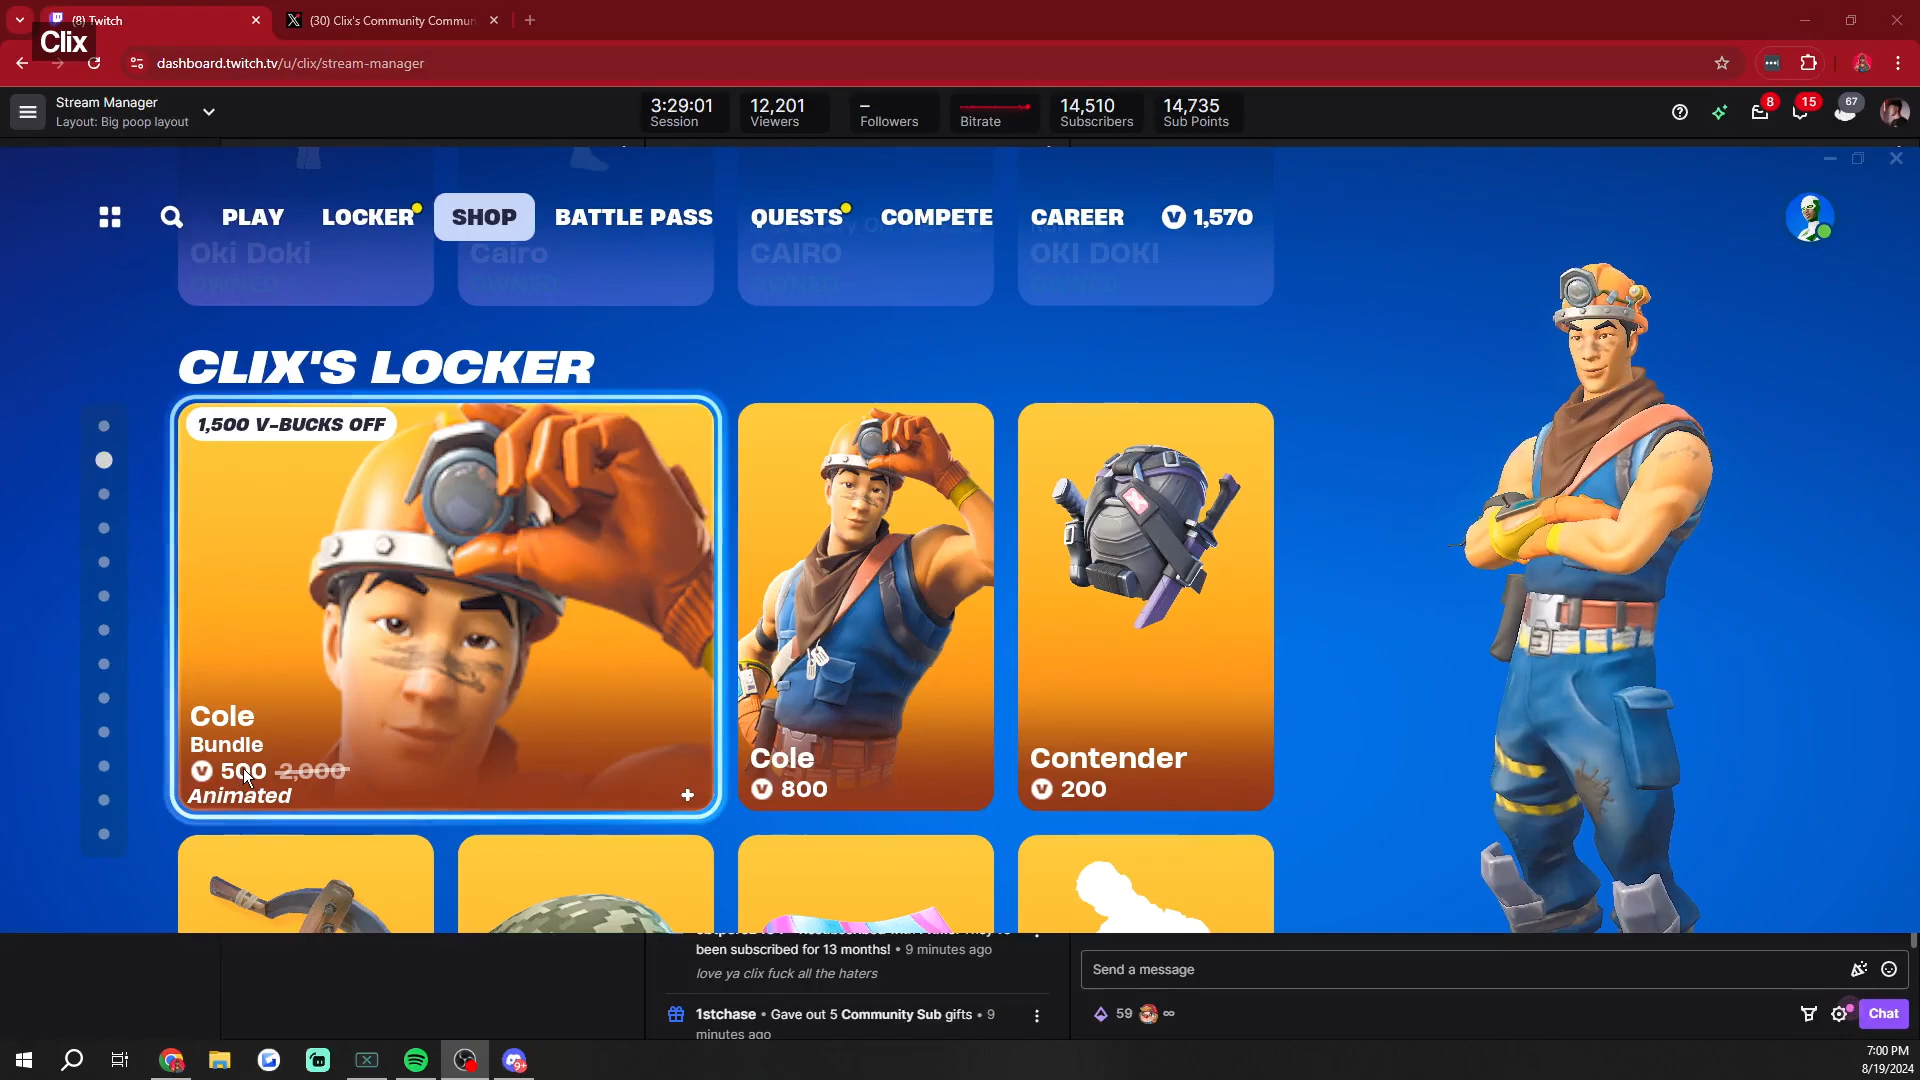 (8) Twitch
(30) Clix's Community Commun
Clix
dashboard.twitch.tv/u/clix/stream-manager
Stream Manager
Layout: Big poop layout
3:29:01
Session
12,201
Viewers
–
Followers
Bitrate
14,510
Subscribers
14,735
Sub Points
8
15
67
PLAY
LOCKER
SHOP
BATTLE PASS
QUESTS
COMPETE
CAREER
1,570
Oki Doki
OWNED
Cairo
OWNED
CAIRO
OWNED
OKI DOKI
OWNED
CLIX'S LOCKER
1,500 V-BUCKS OFF
Cole
Bundle
500 2,000
Animated
Cole
800
Contender
200
been subscribed for 13 months! • 9 minutes ago
love ya clix fuck all the haters
1stchase • Gave out 5 Community Sub gifts • 9
minutes ago
Send a message
59 ∞
Chat
9+
7:00 PM
8/19/2024